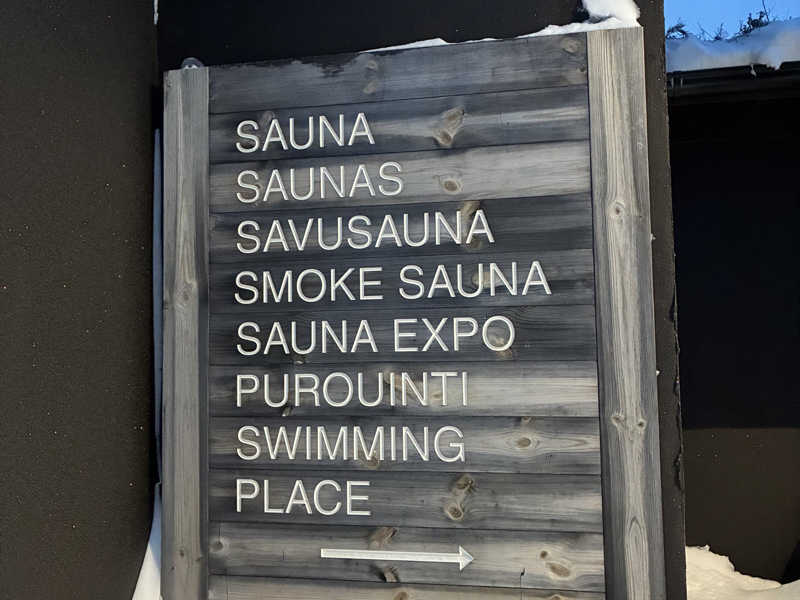 SAUNA
SAUNAS
SAVUSAUNA
SMOKE SAUNA
SAUNA EXPO
PUROUINTI
SWIMMING
PLACE